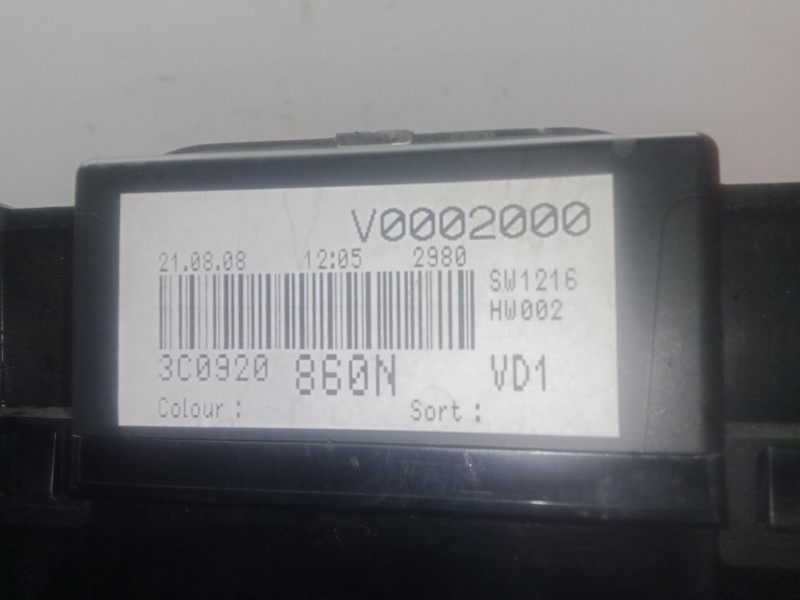 V0002000
21.08.08 12:05 2980
SW1216
HW002
3C0920 860N VD1
Colour : Sort :